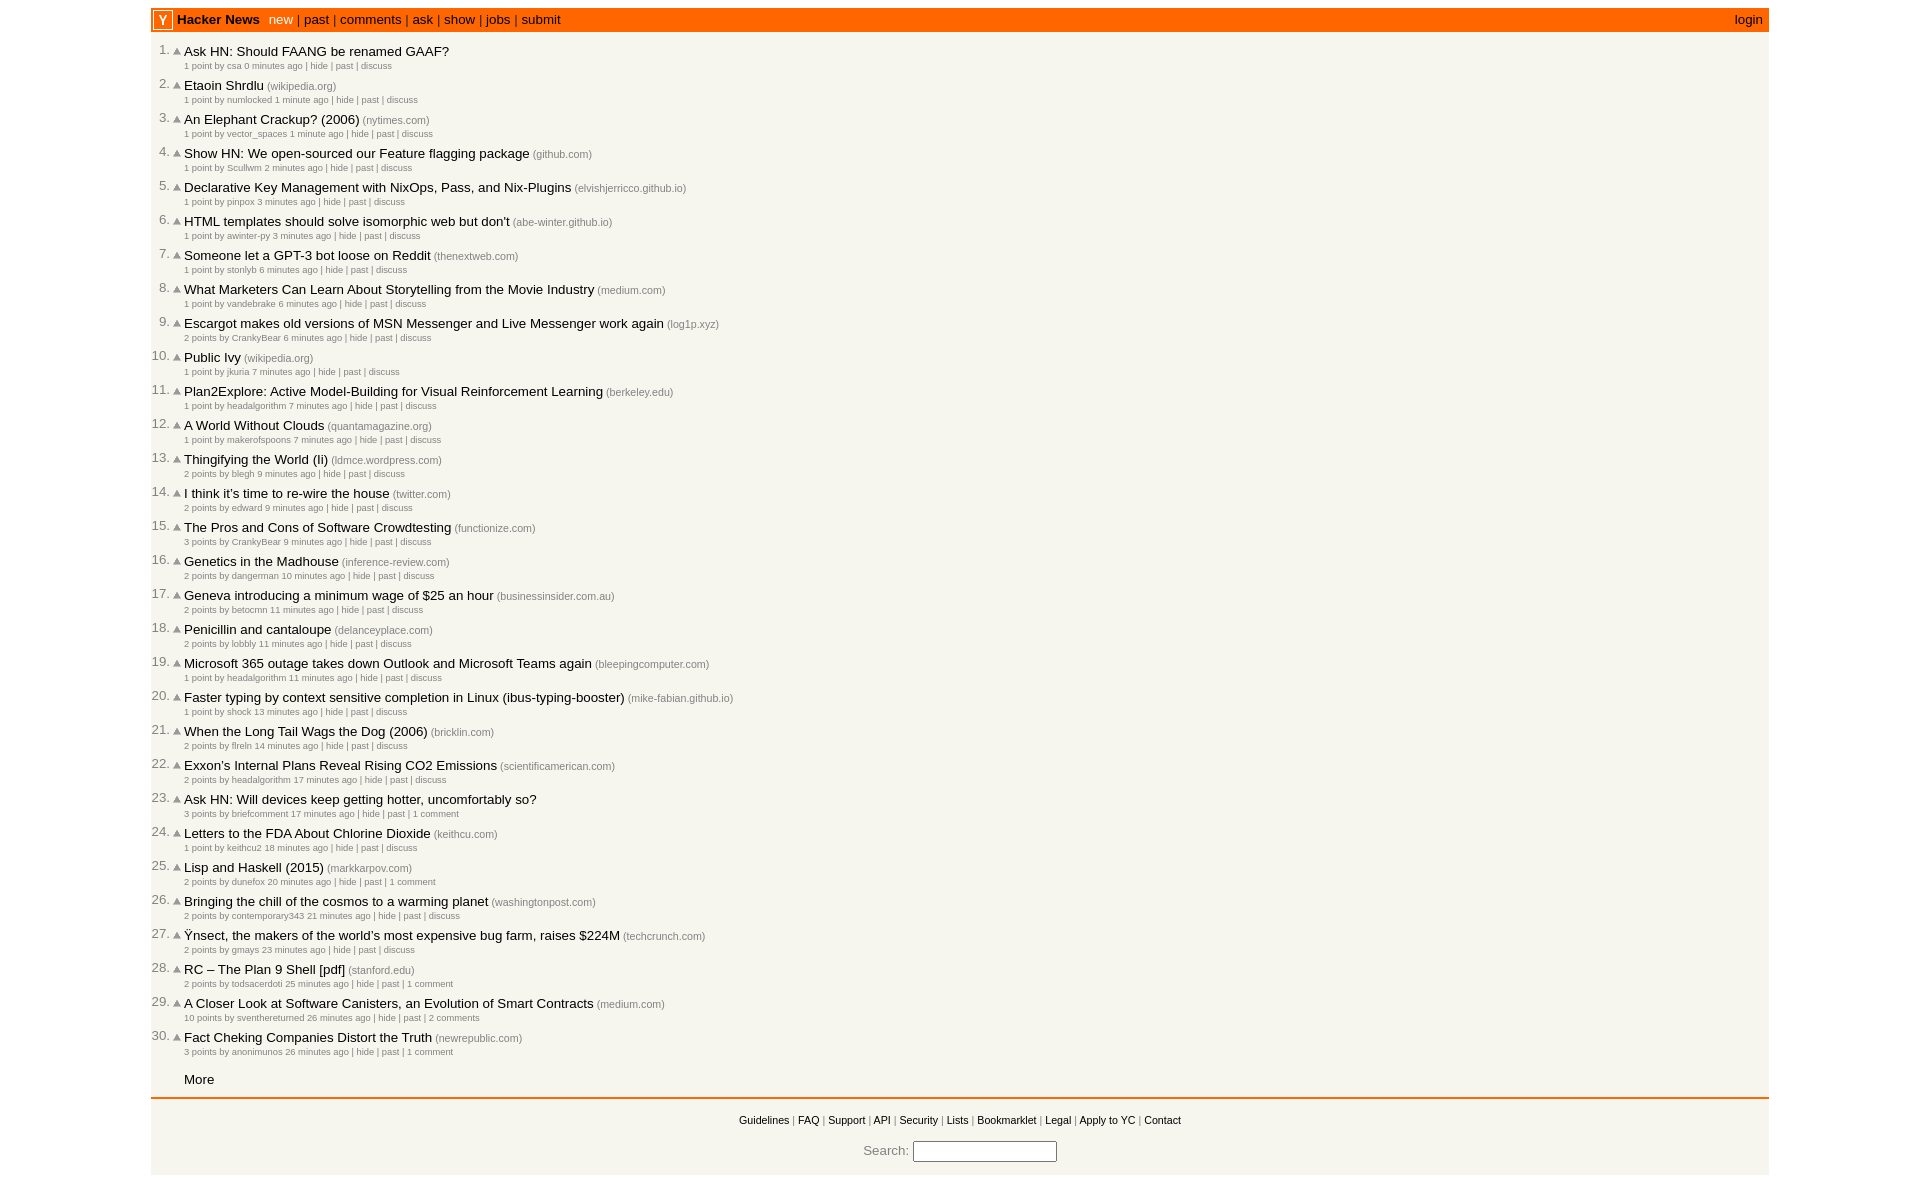 Y Hacker News new | past | comments | ask | show | jobs | submit login
1. Ask HN: Should FAANG be renamed GAAF?
1 point by csa 0 minutes ago | hide | past | discuss
2. Etaoin Shrdlu (wikipedia.org)
1 point by numlocked 1 minute ago | hide | past | discuss
3. An Elephant Crackup? (2006) (nytimes.com)
1 point by vector_spaces 1 minute ago | hide | past | discuss
4. Show HN: We open-sourced our Feature flagging package (github.com)
1 point by Scullwm 2 minutes ago | hide | past | discuss
5. Declarative Key Management with NixOps, Pass, and Nix-Plugins (elvishjerricco.github.io)
1 point by pinpox 3 minutes ago | hide | past | discuss
6. HTML templates should solve isomorphic web but don't (abe-winter.github.io)
1 point by awinter-py 3 minutes ago | hide | past | discuss
7. Someone let a GPT-3 bot loose on Reddit (thenextweb.com)
1 point by stonlyb 6 minutes ago | hide | past | discuss
8. What Marketers Can Learn About Storytelling from the Movie Industry (medium.com)
1 point by vandebrake 6 minutes ago | hide | past | discuss
9. Escargot makes old versions of MSN Messenger and Live Messenger work again (log1p.xyz)
2 points by CrankyBear 6 minutes ago | hide | past | discuss
10. Public Ivy (wikipedia.org)
1 point by jkuria 7 minutes ago | hide | past | discuss
11. Plan2Explore: Active Model-Building for Visual Reinforcement Learning (berkeley.edu)
1 point by headalgorithm 7 minutes ago | hide | past | discuss
12. A World Without Clouds (quantamagazine.org)
1 point by makerofspoons 7 minutes ago | hide | past | discuss
13. Thingifying the World (Ii) (ldmce.wordpress.com)
2 points by blegh 9 minutes ago | hide | past | discuss
14. I think it’s time to re-wire the house (twitter.com)
2 points by edward 9 minutes ago | hide | past | discuss
15. The Pros and Cons of Software Crowdtesting (functionize.com)
3 points by CrankyBear 9 minutes ago | hide | past | discuss
16. Genetics in the Madhouse (inference-review.com)
2 points by dangerman 10 minutes ago | hide | past | discuss
17. Geneva introducing a minimum wage of $25 an hour (businessinsider.com.au)
2 points by betocmn 11 minutes ago | hide | past | discuss
18. Penicillin and cantaloupe (delanceyplace.com)
2 points by lobbly 11 minutes ago | hide | past | discuss
19. Microsoft 365 outage takes down Outlook and Microsoft Teams again (bleepingcomputer.com)
1 point by headalgorithm 11 minutes ago | hide | past | discuss
20. Faster typing by context sensitive completion in Linux (ibus-typing-booster) (mike-fabian.github.io)
1 point by shock 13 minutes ago | hide | past | discuss
21. When the Long Tail Wags the Dog (2006) (bricklin.com)
2 points by flreln 14 minutes ago | hide | past | discuss
22. Exxon’s Internal Plans Reveal Rising CO2 Emissions (scientificamerican.com)
2 points by headalgorithm 17 minutes ago | hide | past | discuss
23. Ask HN: Will devices keep getting hotter, uncomfortably so?
3 points by briefcomment 17 minutes ago | hide | past | 1 comment
24. Letters to the FDA About Chlorine Dioxide (keithcu.com)
1 point by keithcu2 18 minutes ago | hide | past | discuss
25. Lisp and Haskell (2015) (markkarpov.com)
2 points by dunefox 20 minutes ago | hide | past | 1 comment
26. Bringing the chill of the cosmos to a warming planet (washingtonpost.com)
2 points by contemporary343 21 minutes ago | hide | past | discuss
27. Ÿnsect, the makers of the world’s most expensive bug farm, raises $224M (techcrunch.com)
2 points by gmays 23 minutes ago | hide | past | discuss
28. RC – The Plan 9 Shell [pdf] (stanford.edu)
2 points by todsacerdoti 25 minutes ago | hide | past | 1 comment
29. A Closer Look at Software Canisters, an Evolution of Smart Contracts (medium.com)
10 points by sventhereturned 26 minutes ago | hide | past | 2 comments
30. Fact Cheking Companies Distort the Truth (newrepublic.com)
3 points by anonimunos 26 minutes ago | hide | past | 1 comment
More
Guidelines | FAQ | Support | API | Security | Lists | Bookmarklet | Legal | Apply to YC | Contact
Search: